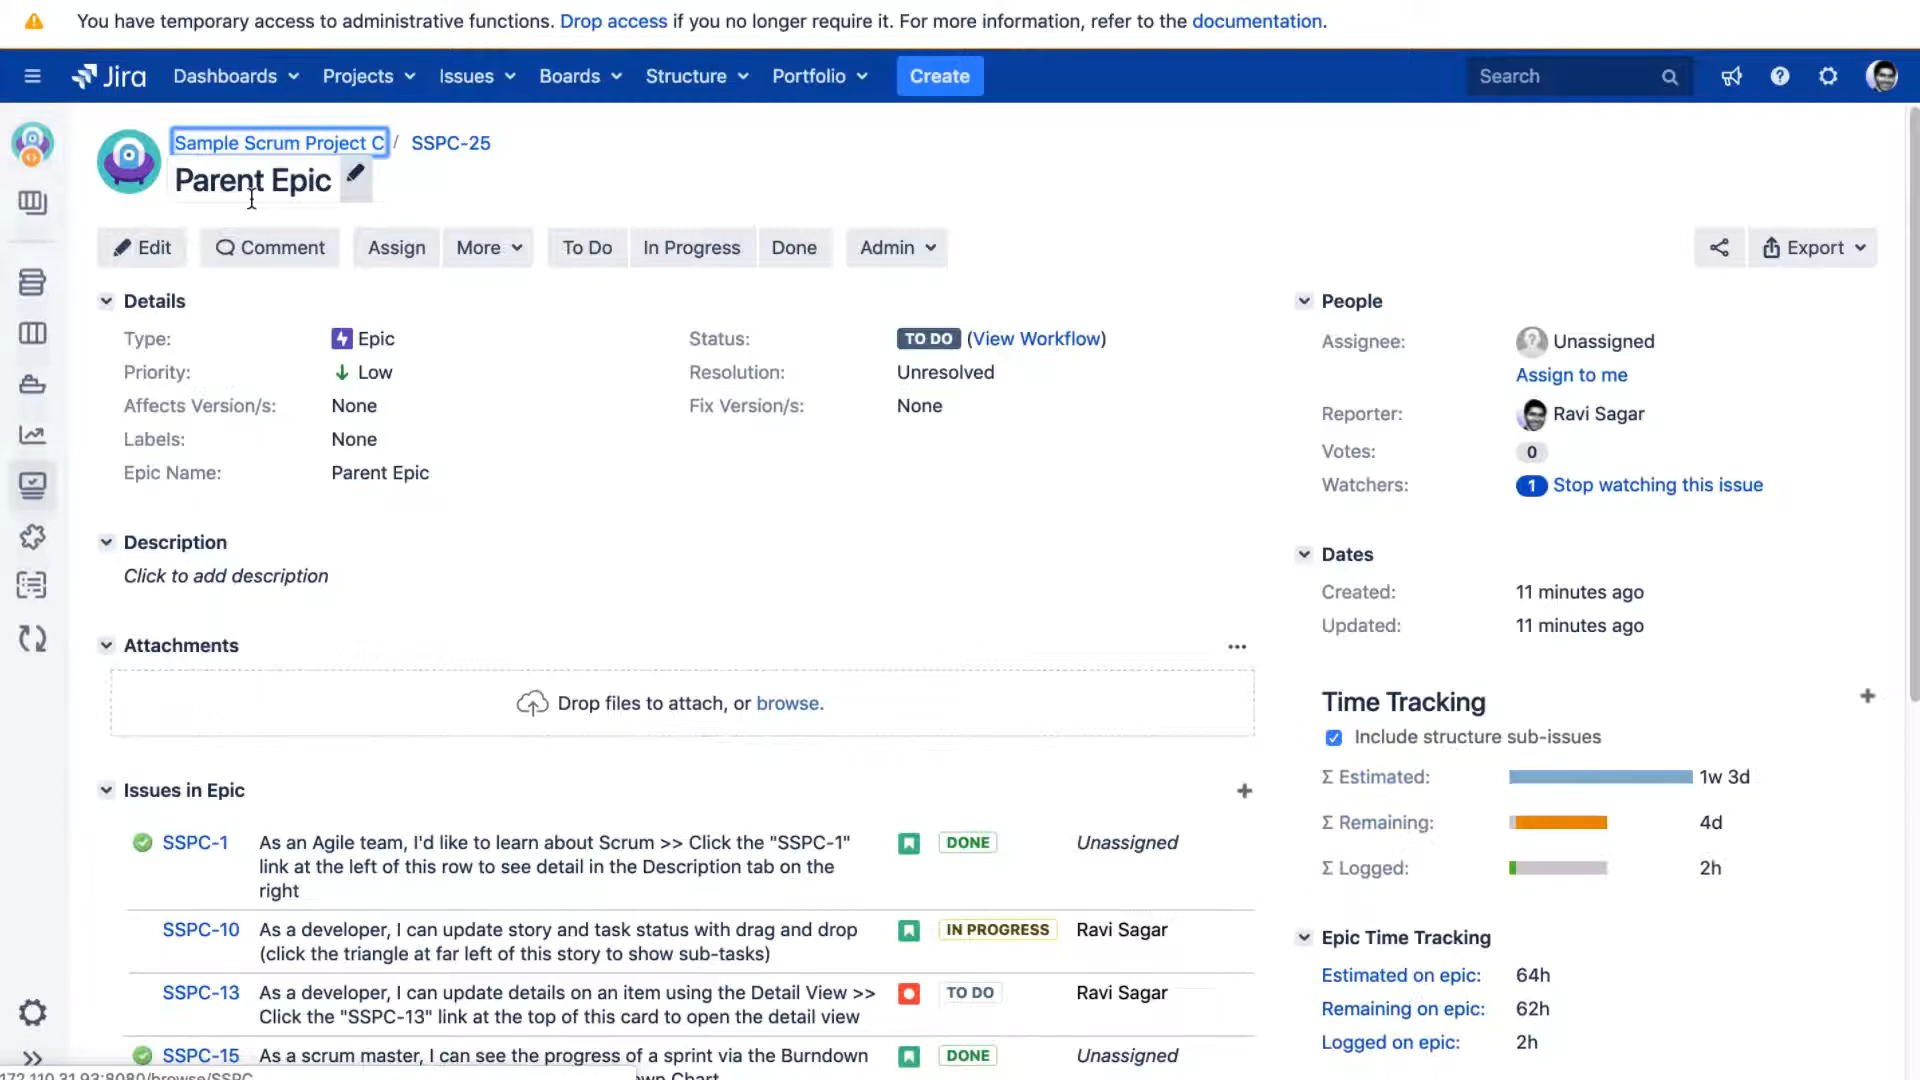 You have temporary access to administrative functions. Drop access if you no longer require it. For more information, refer to the documentation.
Jira Dashboards Projects Issues Boards Structure Portfolio Create Search
Sample Scrum Project C / SSPC-25
Parent Epic
Edit Comment Assign More To Do In Progress Done Admin Export
Details
Type: Epic
Status: TO DO (View Workflow)
Priority: Low
Resolution: Unresolved
Affects Version/s: None
Fix Version/s: None
Labels: None
Epic Name: Parent Epic
Description
Click to add description
Attachments
Drop files to attach, or browse.
Issues in Epic
SSPC-1 As an Agile team, I'd like to learn about Scrum >> Click the "SSPC-1" DONE Unassigned
link at the left of this row to see detail in the Description tab on the
right
SSPC-10 As a developer, I can update story and task status with drag and drop IN PROGRESS Ravi Sagar
(click the triangle at far left of this story to show sub-tasks)
SSPC-13 As a developer, I can update details on an item using the Detail View >> TO DO Ravi Sagar
Click the "SSPC-13" link at the top of this card to open the detail view
SSPC-15 As a scrum master, I can see the progress of a sprint via the Burndown DONE Unassigned
Chart
People
Assignee: Unassigned
Assign to me
Reporter: Ravi Sagar
Votes: 0
Watchers: 1 Stop watching this issue
Dates
Created: 11 minutes ago
Updated: 11 minutes ago
Time Tracking
Include structure sub-issues
Σ Estimated: 1w 3d
Σ Remaining: 4d
Σ Logged: 2h
Epic Time Tracking
Estimated on epic: 64h
Remaining on epic: 62h
Logged on epic: 2h